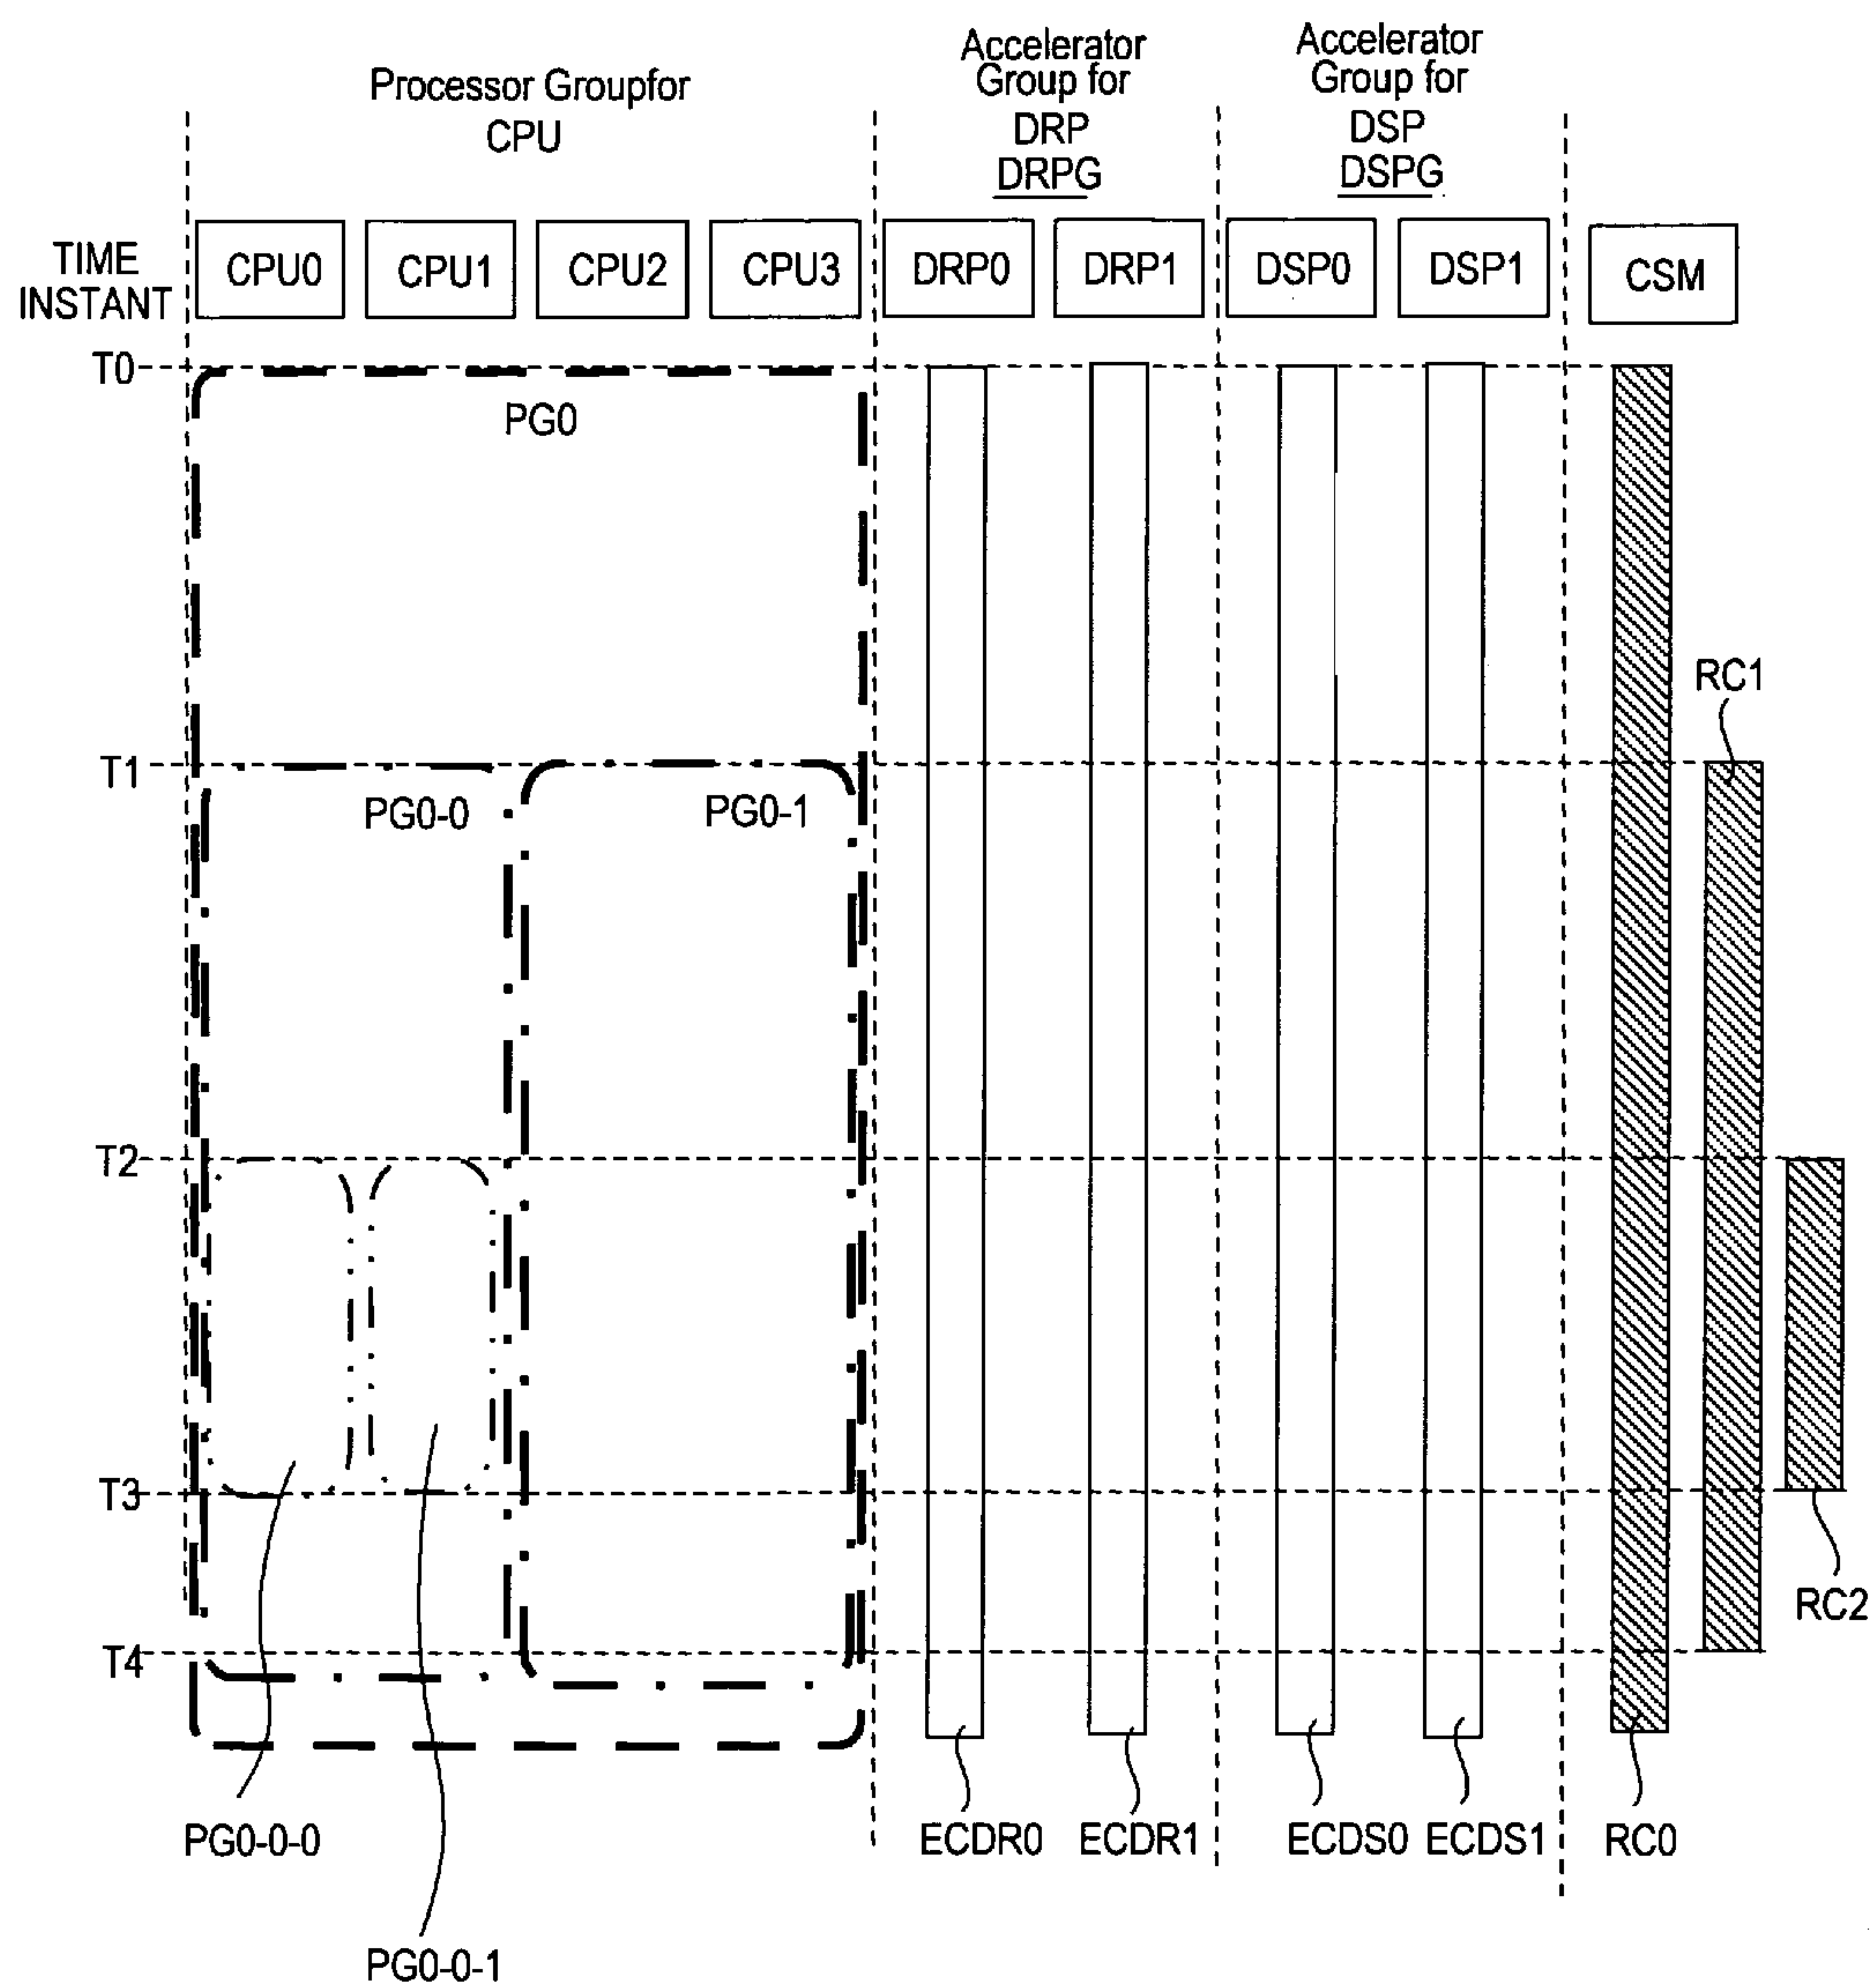 Processor Groupfor
CPU
Accelerator
Group for
DRP
DRPG
Accelerator
Group for
DSP
DSPG
TIME
INSTANT
CPU0
CPU1
CPU2
CPU3
DRP0
DRP1
DSP0
DSP1
CSM
T0
PG0
RC1
T1
PG0-0
PG0-1
T2
T3
RC2
T4
PG0-0-0
ECDR0
ECDR1
ECDS0
ECDS1
RC0
PG0-0-1